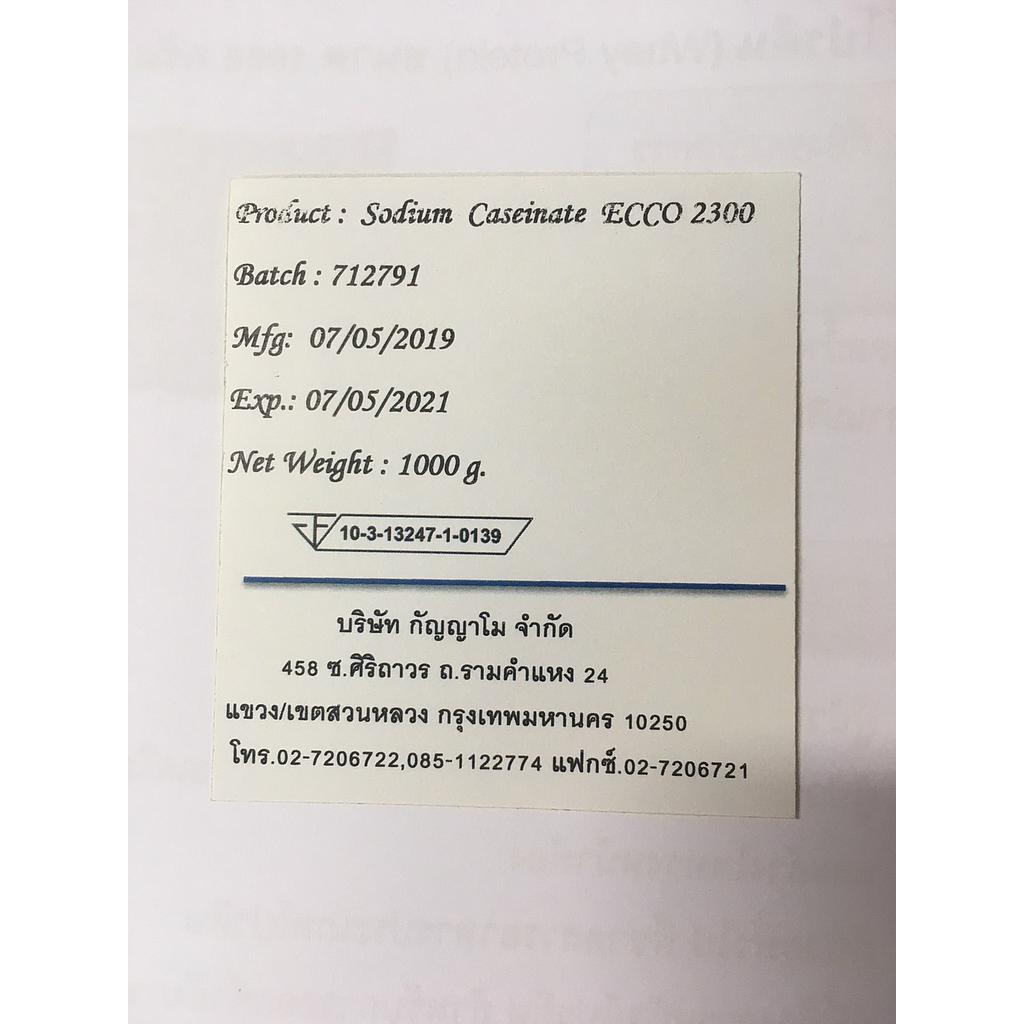 Product : Sodium Caseinate ECCO 2300
Batch : 712791
Mfg: 07/05/2019
Exp.: 07/05/2021
Net Weight : 1000 g.
10-3-13247-1-0139
บริษัท กัญญาโม จำกัด
458 ซ.ศิริถาวร ถ.รามคำแหง 24
แขวง/เขตสวนหลวง กรุงเทพมหานคร 10250
โทร.02-7206722,085-1122774 แฟกซ์.02-7206721